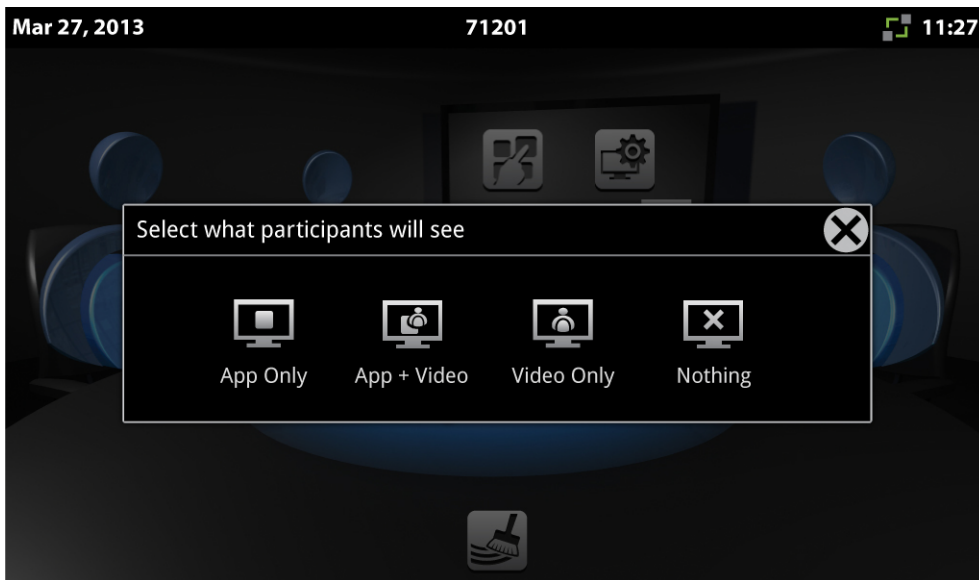 Mar 27, 2013 71201 11:27
Select what participants will see
App Only App + Video Video Only Nothing